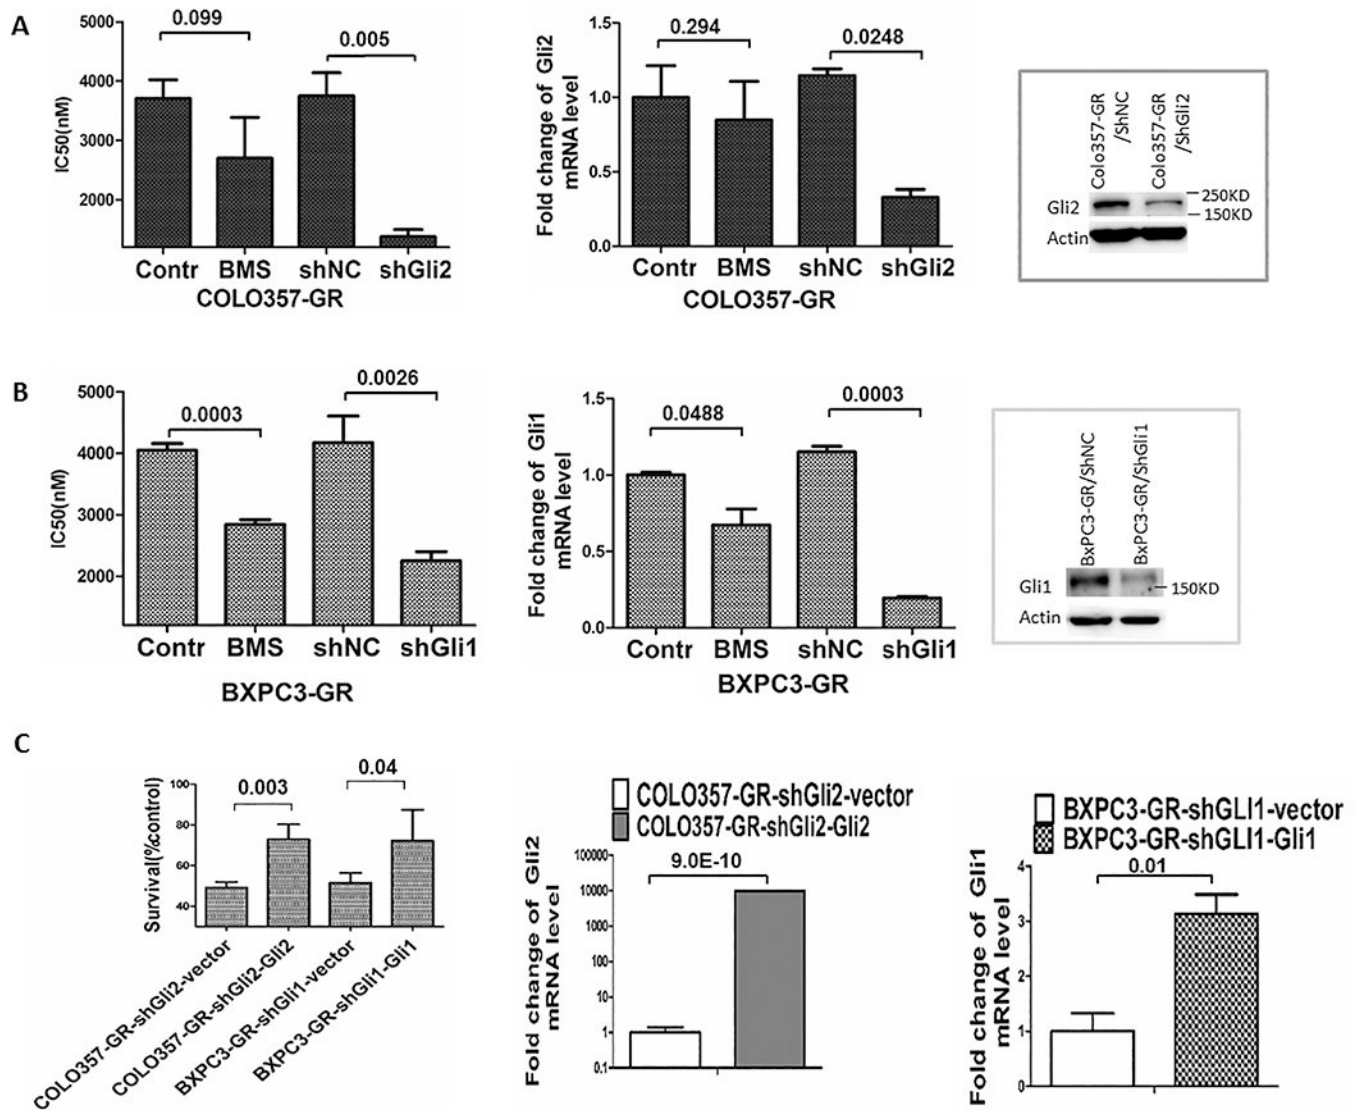 A
5000
4000
3000
2000
IC50(nM)
0.099
0.005
Contr BMS shNC shGli2
COLO357-GR
1.5
1.0
0.5
0.0
Fold change of Gli2
mRNA level
0.294
0.0248
Contr BMS shNC shGli2
COLO357-GR
Colo357-GR
/ShNC
Colo357-GR
/ShGli2
Gli2
250KD
150KD
Actin
B
5000
4000
3000
2000
IC50(nM)
0.0003
0.0026
Contr BMS shNC shGli1
BXPC3-GR
1.5
1.0
0.5
0.0
Fold change of Gli1
mRNA level
0.0488
0.0003
Contr BMS shNC shGli1
BXPC3-GR
BxPC3-GR/ShNC
BxPC3-GR/ShGli1
Gli1
150KD
Actin
C
100
80
60
40
Survival(%control)
0.003
0.04
COLO357-GR-shGli2-vector
COLO357-GR-shGli2-Gli2
BXPC3-GR-shGli1-vector
BXPC3-GR-shGli1-Gli1
COLO357-GR-shGli2-vector
COLO357-GR-shGli2-Gli2
100000
10000
1000
100
10
1
0.1
Fold change of Gli2
mRNA level
9.0E-10
BXPC3-GR-shGLI1-vector
BXPC3-GR-shGLI1-Gli1
4
3
2
1
0
Fold change of Gli1
mRNA level
0.01